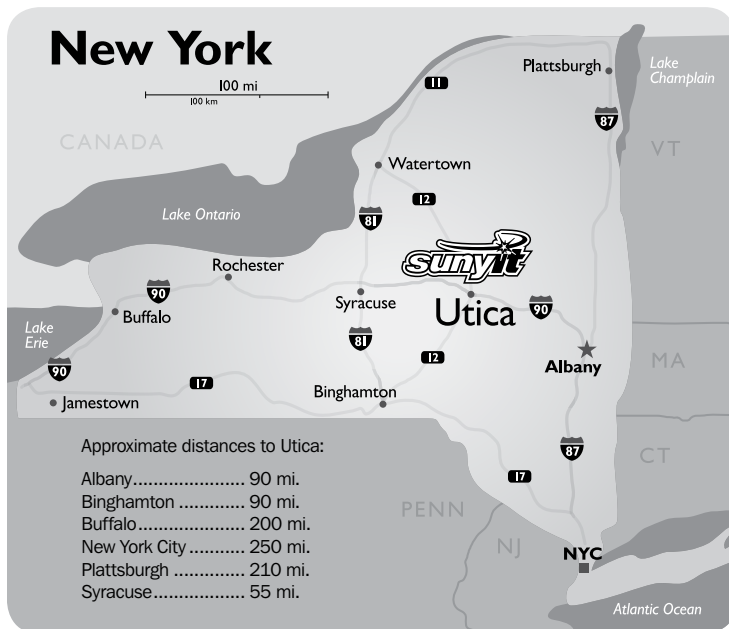 New York
100 mi
100 km
CANADA
Plattsburgh
Lake
Champlain
11
87
VT
Watertown
12
Lake Ontario
81
sunyit
Rochester
90
Syracuse
Utica
90
Buffalo
Lake
Erie
81
90
12
Albany
MA
17
Binghamton
Jamestown
87
CT
17
PENN
NJ
NYC
Atlantic Ocean
Approximate distances to Utica:
Albany...................... 90 mi.
Binghamton ............. 90 mi.
Buffalo..................... 200 mi.
New York City........... 250 mi.
Plattsburgh .............. 210 mi.
Syracuse.................. 55 mi.